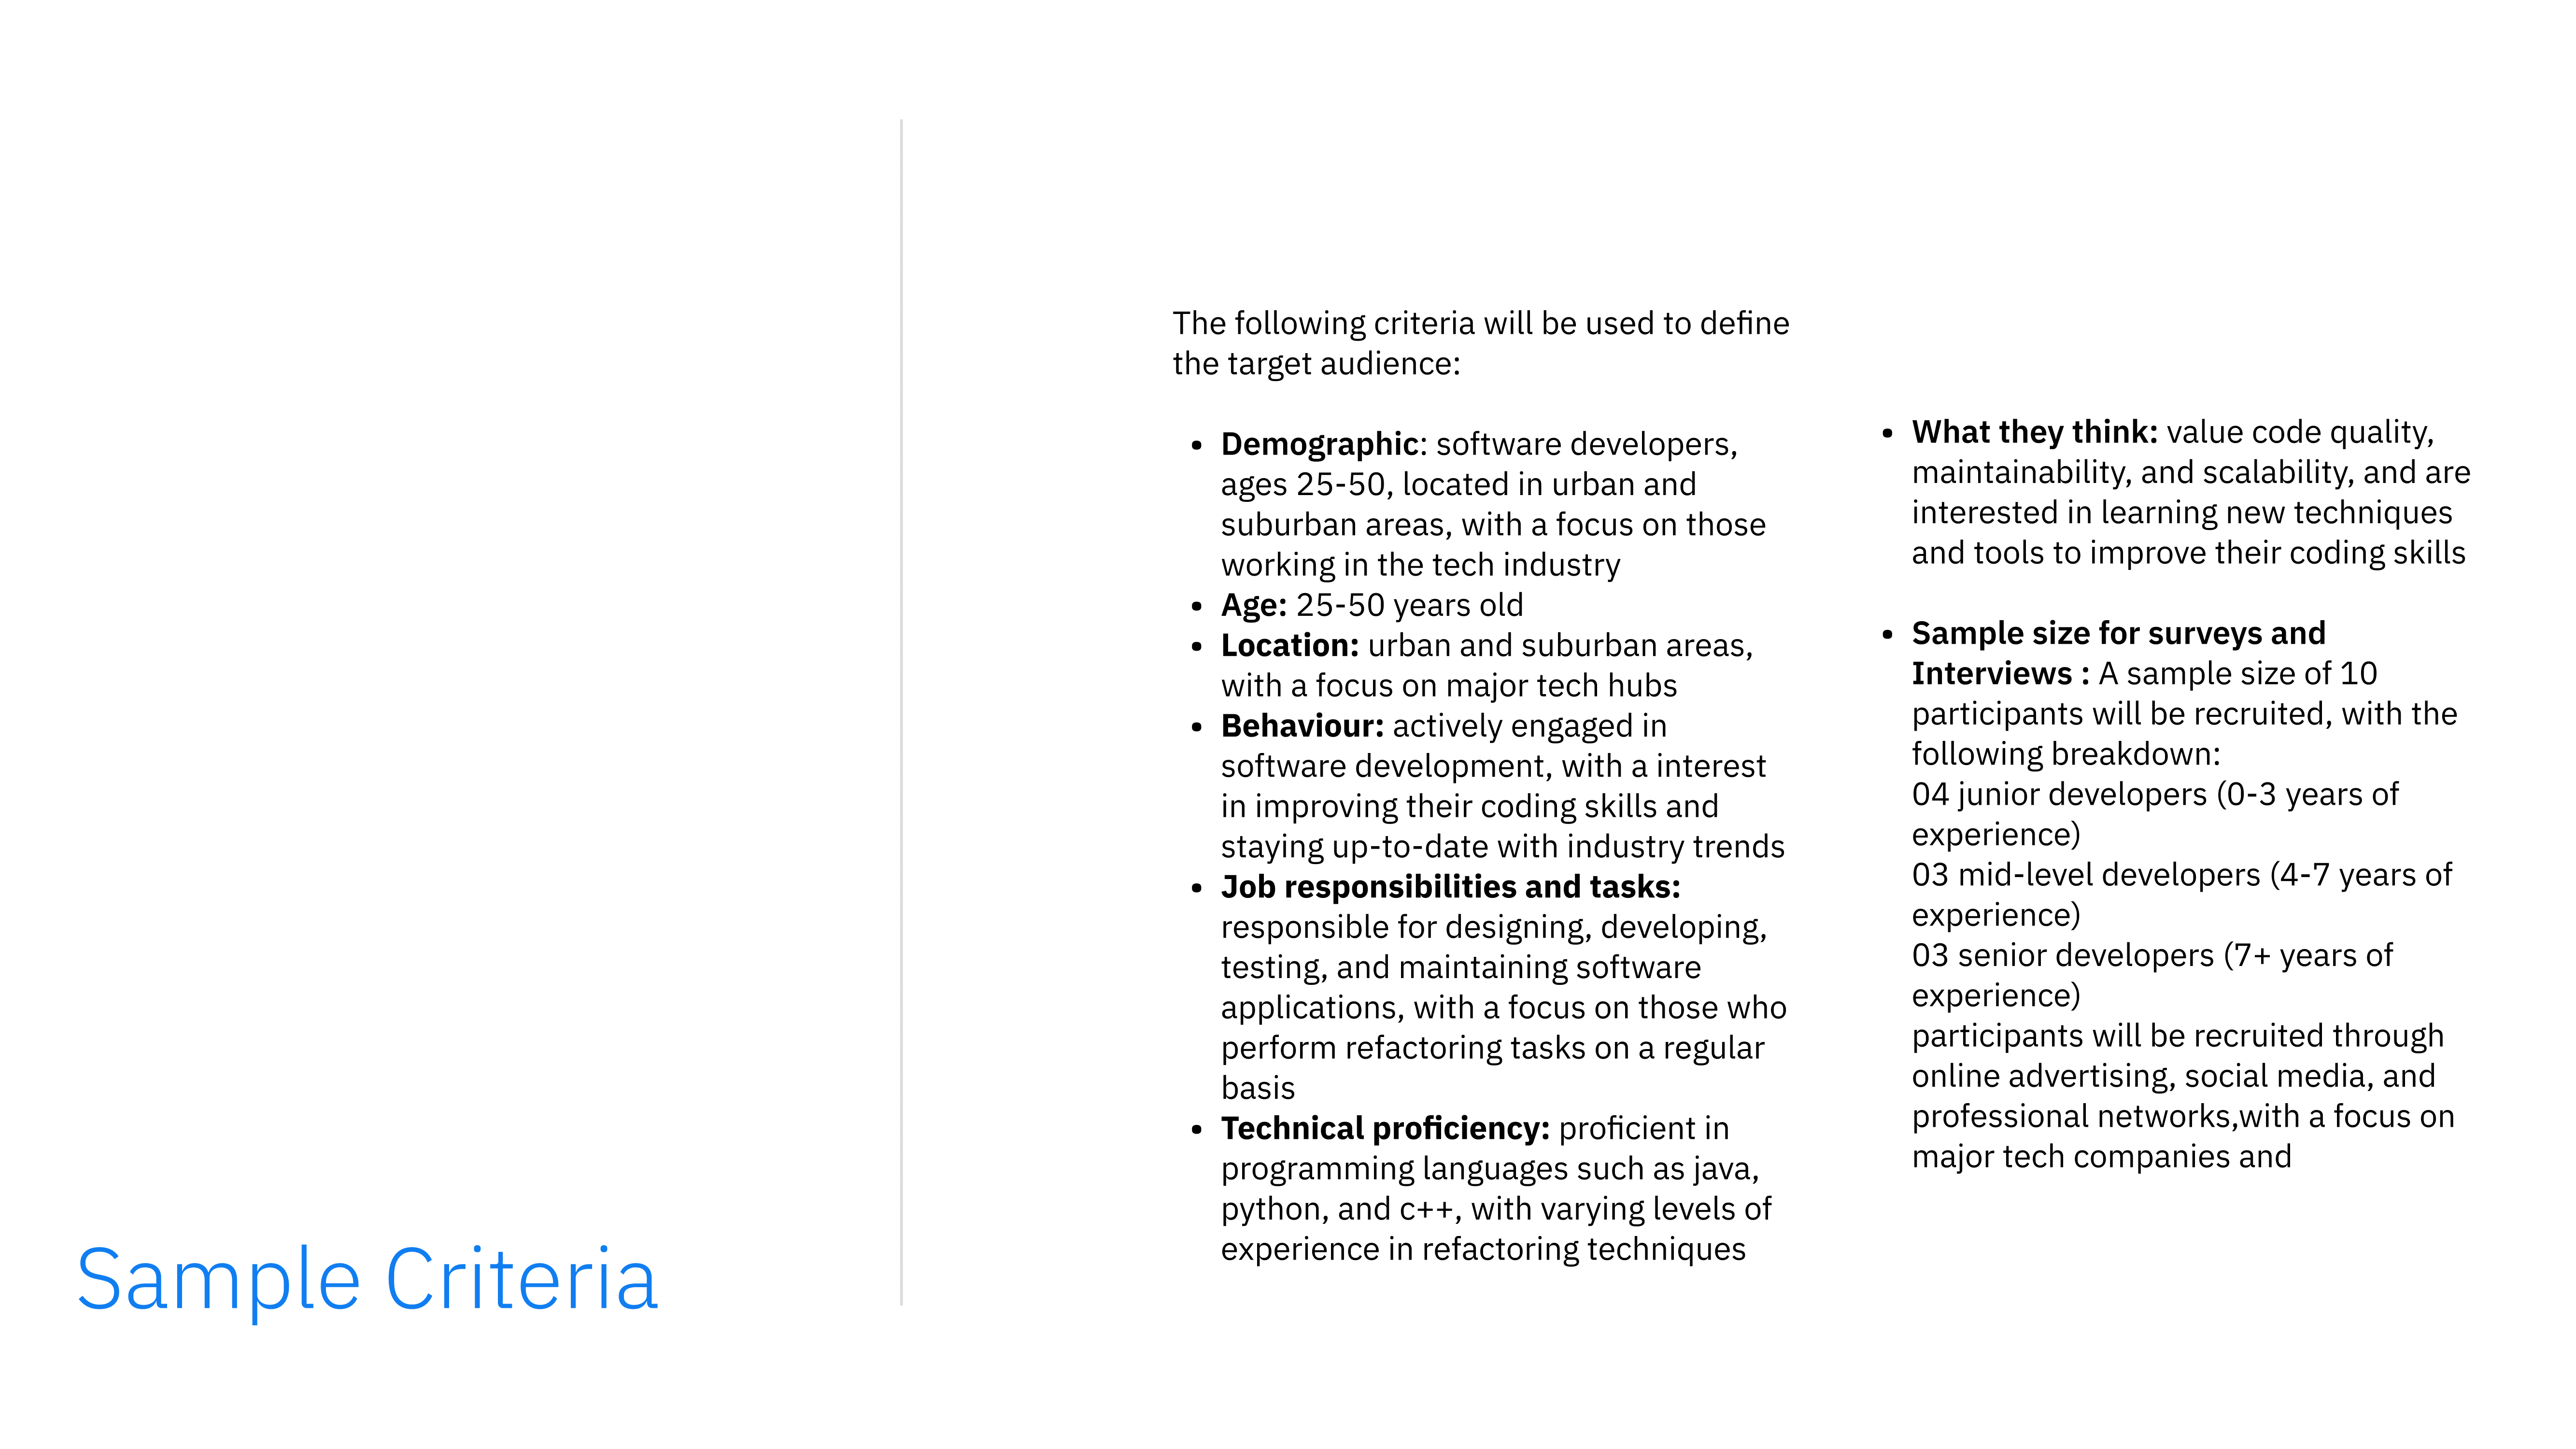 The following criteria will be used to define
the target audience:
• Demographic: software developers,
ages 25-50, located in urban and
suburban areas, with a focus on those
working in the tech industry
• Age: 25-50 years old
• Location: urban and suburban areas,
with a focus on major tech hubs
• Behaviour: actively engaged in
software development, with a interest
in improving their coding skills and
staying up-to-date with industry trends
• Job responsibilities and tasks:
responsible for designing, developing,
testing, and maintaining software
applications, with a focus on those who
perform refactoring tasks on a regular
basis
• Technical proficiency: proficient in
programming languages such as java,
python, and c++, with varying levels of
experience in refactoring techniques
• What they think: value code quality,
maintainability, and scalability, and are
interested in learning new techniques
and tools to improve their coding skills
• Sample size for surveys and
Interviews : A sample size of 10
participants will be recruited, with the
following breakdown:
04 junior developers (0-3 years of
experience)
03 mid-level developers (4-7 years of
experience)
03 senior developers (7+ years of
experience)
participants will be recruited through
online advertising, social media, and
professional networks,with a focus on
major tech companies and
Sample Criteria